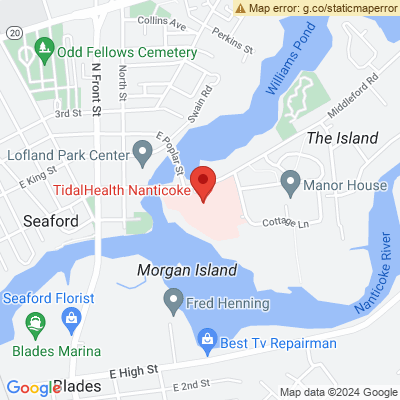 Map error: g.co/staticmaperror
Collins Ave
20
Odd Fellows Cemetery
Perkins St
Williams Pond
N Front St
North St
3rd St
Swain Rd
Middleford Rd
E Poplar St
The Island
Lofland Park Center
E King St
TidalHealth Nanticoke
Manor House
Seaford
Cottage Ln
Nanticoke River
Morgan Island
Seaford Florist
Fred Henning
Blades Marina
Best Tv Repairman
E High St
Google
Blades
E 2nd St
Map data ©2024 Google